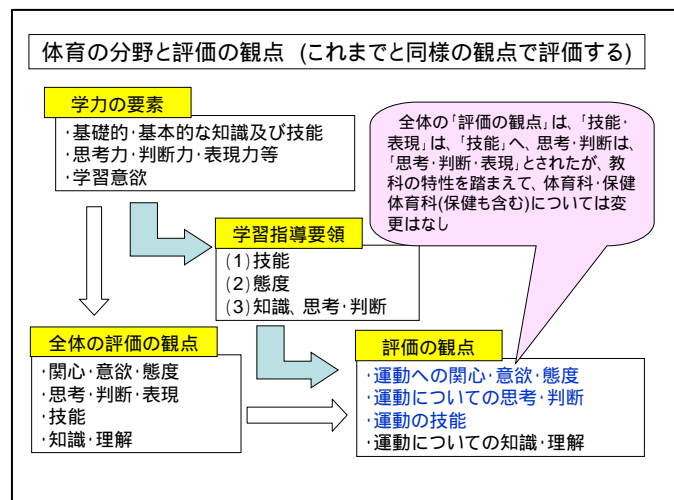 体育の分野と評価の観点 (これまでと同様の観点で評価する)
学力の要素
・基礎的・基本的な知識及び技能
・思考力・判断力・表現力等
・学習意欲
全体の「評価の観点」は、「技能・
表現」は、「技能」へ、思考・判断は、
「思考・判断・表現」とされたが、教
科の特性を踏まえて、体育科・保健
体育科(保健も含む)については変
更はなし
学習指導要領
(1)技能
(2)態度
(3)知識、思考・判断
全体の評価の観点
・関心・意欲・態度
・思考・判断・表現
・技能
・知識・理解
評価の観点
・運動への関心・意欲・態度
・運動についての思考・判断
・運動の技能
・運動についての知識・理解